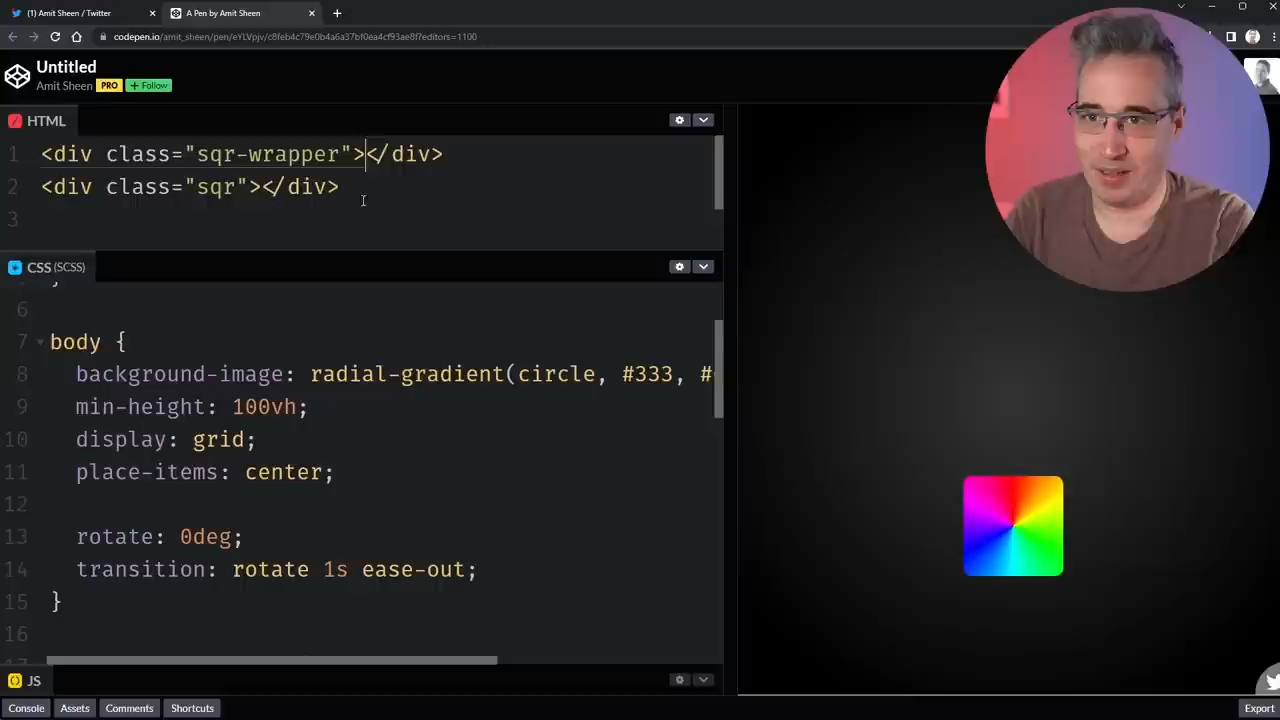 (1) Amit Sheen / Twitter
A Pen by Amit Sheen
codepen.io/amit_sheen/pen/eYLVpjv/c8feb4c79e0b4a6a37bf0ea4cf93ae8f?editors=1100
Untitled
Amit Sheen PRO + Follow
HTML
1 <div class="sqr-wrapper"></div>
2 <div class="sqr"></div>
3
CSS (SCSS)
6
7 body {
8 background-image: radial-gradient(circle, #333, #
9 min-height: 100vh;
10 display: grid;
11 place-items: center;
12
13 rotate: 0deg;
14 transition: rotate 1s ease-out;
15 }
16
JS
Console Assets Comments Shortcuts
Export